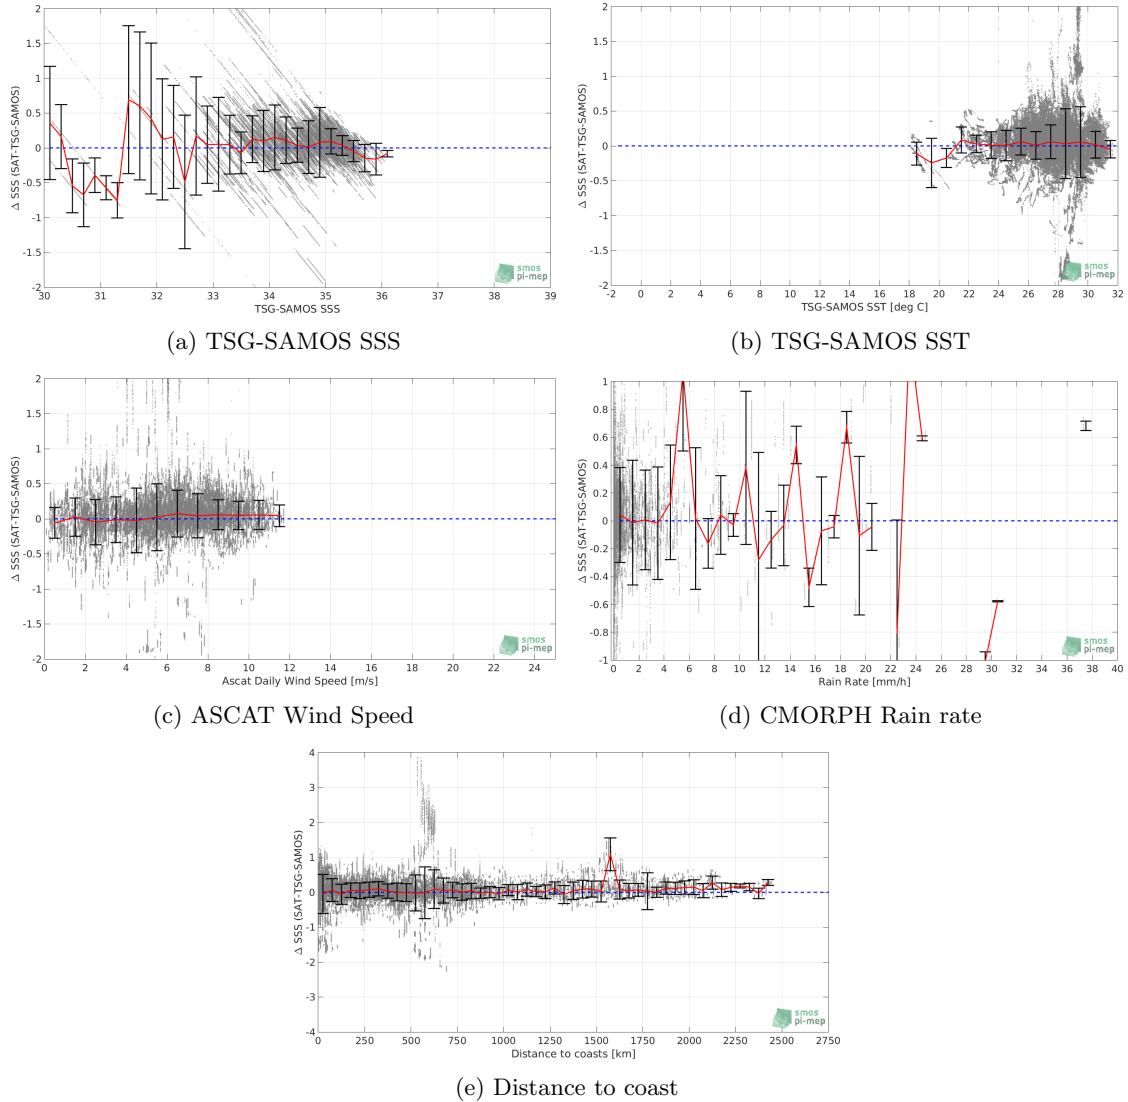 2
1.5
1
0.5
0
-0.5
-1
-1.5
-2
Δ SSS (SAT-TSG-SAMOS)
30 31 32 33 34 35 36 37 38 39
TSG-SAMOS SSS
smos
pi-mep
(a) TSG-SAMOS SSS
2
1.5
1
0.5
0
-0.5
-1
-1.5
-2
Δ SSS (SAT-TSG-SAMOS)
-2 0 2 4 6 8 10 12 14 16 18 20 22 24 26 28 30 32
TSG-SAMOS SST [deg C]
smos
pi-mep
(b) TSG-SAMOS SST
2
1.5
1
0.5
0
-0.5
-1
-1.5
-2
Δ SSS (SAT-TSG-SAMOS)
0 2 4 6 8 10 12 14 16 18 20 22 24
Ascat Daily Wind Speed [m/s]
smos
pi-mep
(c) ASCAT Wind Speed
1
0.8
0.6
0.4
0.2
0
-0.2
-0.4
-0.6
-0.8
-1
Δ SSS (SAT-TSG-SAMOS)
0 2 4 6 8 10 12 14 16 18 20 22 24 26 28 30 32 34 36 38 40
Rain Rate [mm/h]
smos
pi-mep
(d) CMORPH Rain rate
4
3
2
1
0
-1
-2
-3
-4
Δ SSS (SAT-TSG-SAMOS)
0 250 500 750 1000 1250 1500 1750 2000 2250 2500 2750
Distance to coasts [km]
smos
pi-mep
(e) Distance to coast